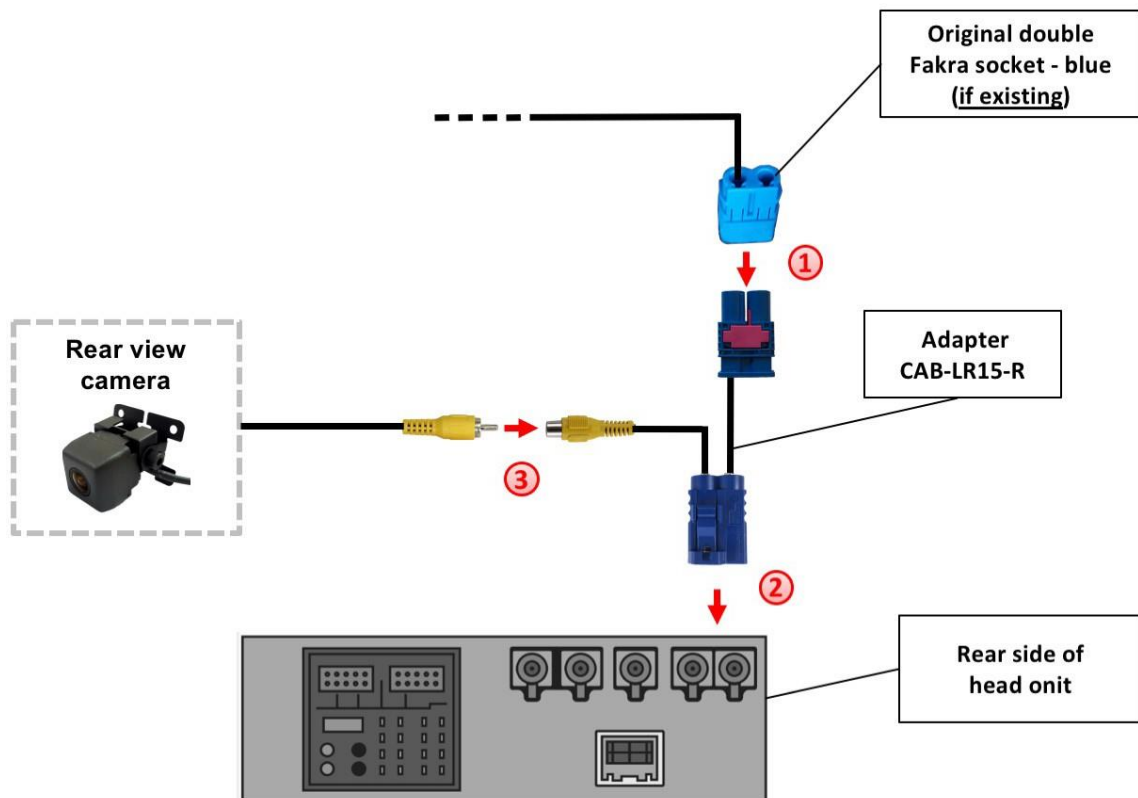 Original double
Fakra socket - blue
(if existing)
1
Rear view
camera
Adapter
CAB-LR15-R
3
2
Rear side of
head onit